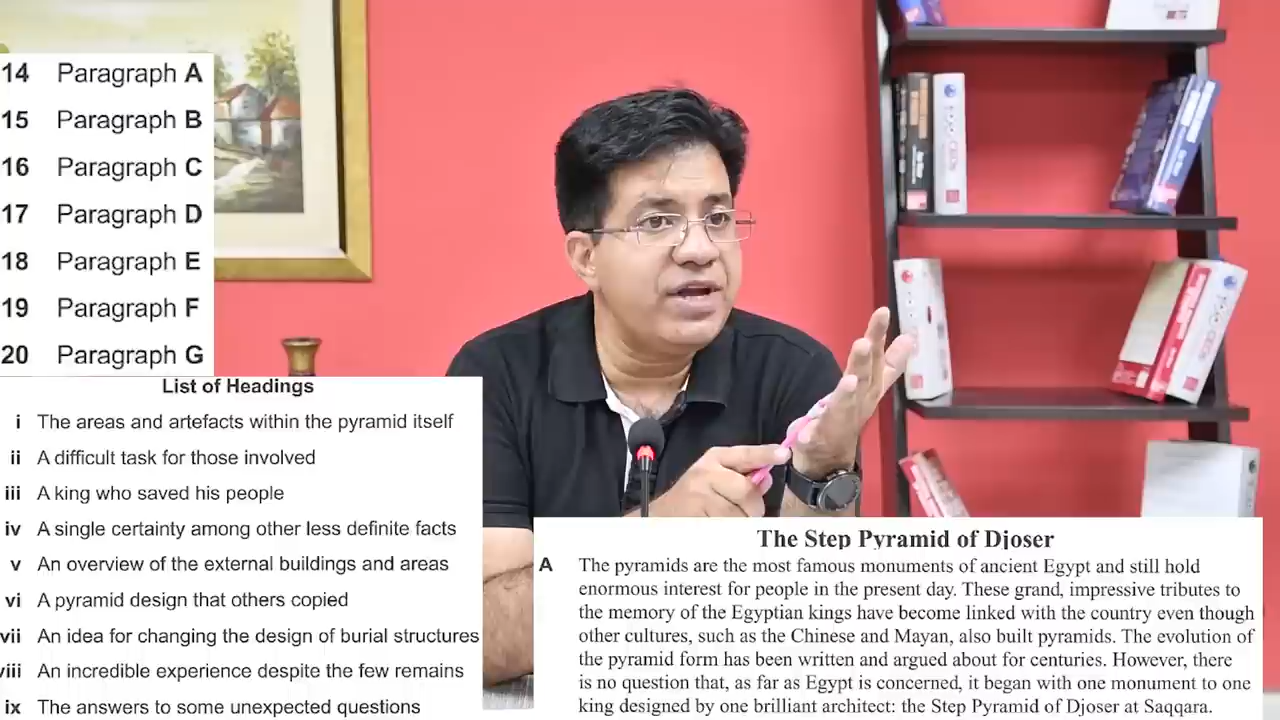 14 Paragraph A
15 Paragraph B
16 Paragraph C
17 Paragraph D
18 Paragraph E
19 Paragraph F
20 Paragraph G
List of Headings
i The areas and artefacts within the pyramid itself
ii A difficult task for those involved
iii A king who saved his people
iv A single certainty among other less definite facts
v An overview of the external buildings and areas
vi A pyramid design that others copied
vii An idea for changing the design of burial structures
viii An incredible experience despite the few remains
ix The answers to some unexpected questions
The Step Pyramid of Djoser
A The pyramids are the most famous monuments of ancient Egypt and still hold
enormous interest for people in the present day. These grand, impressive tributes to
the memory of the Egyptian kings have become linked with the country even though
other cultures, such as the Chinese and Mayan, also built pyramids. The evolution of
the pyramid form has been written and argued about for centuries. However, there
is no question that, as far as Egypt is concerned, it began with one monument to one
king designed by one brilliant architect: the Step Pyramid of Djoser at Saqqara.